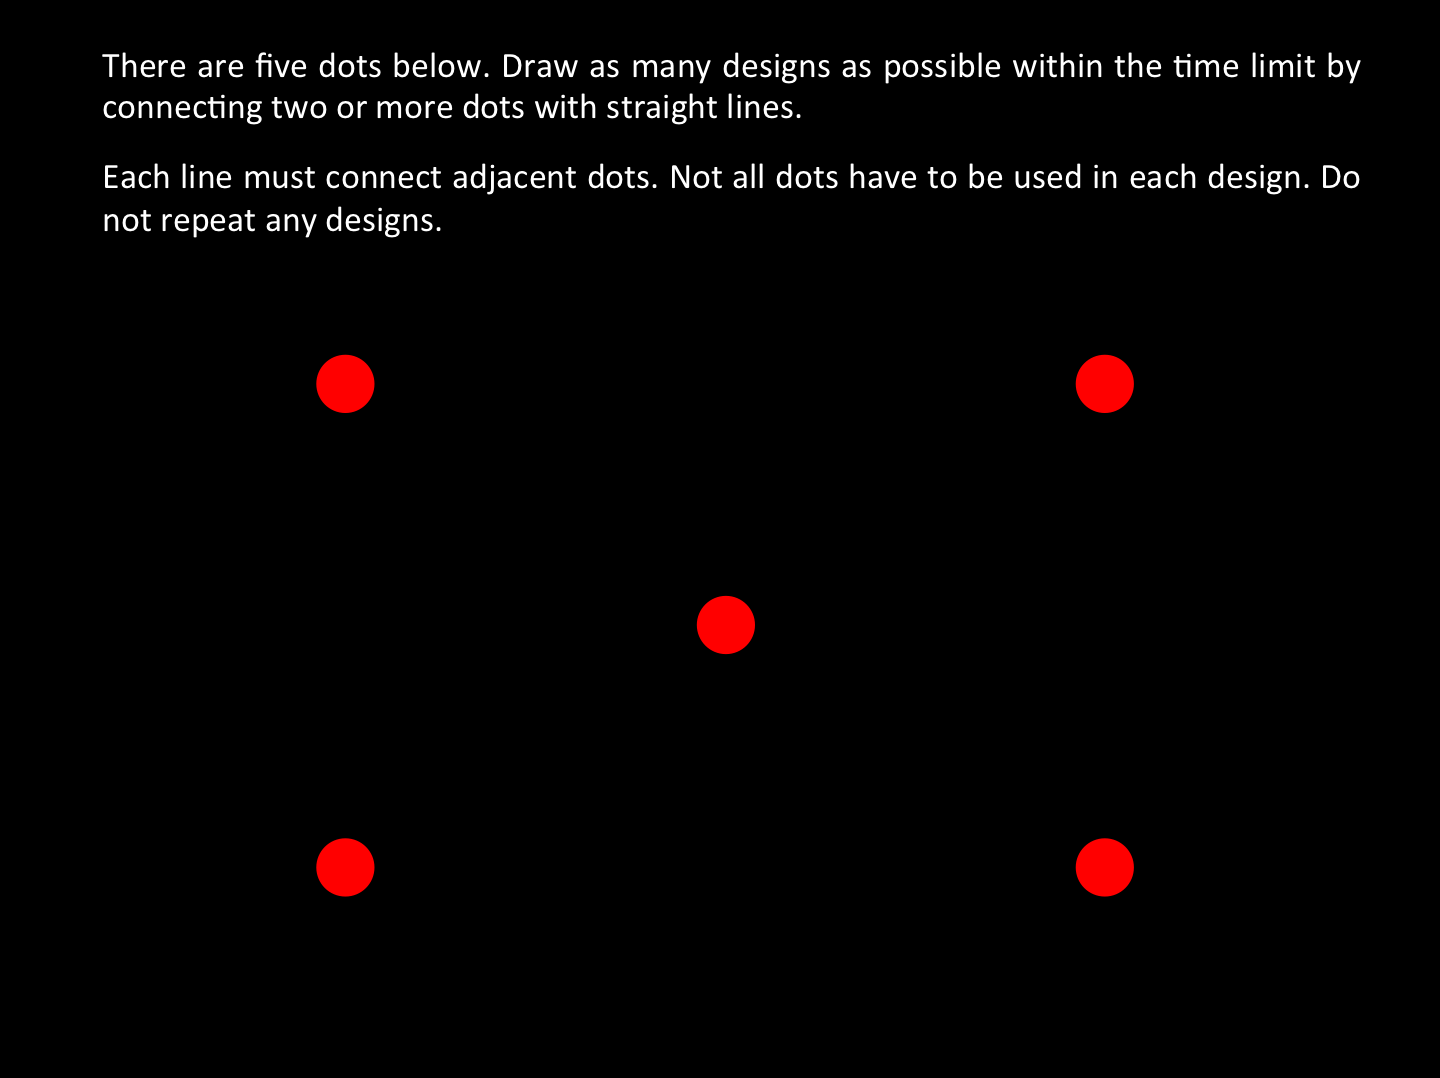 There are five dots below. Draw as many designs as possible within the time limit by
connecting two or more dots with straight lines.
Each line must connect adjacent dots. Not all dots have to be used in each design. Do
not repeat any designs.